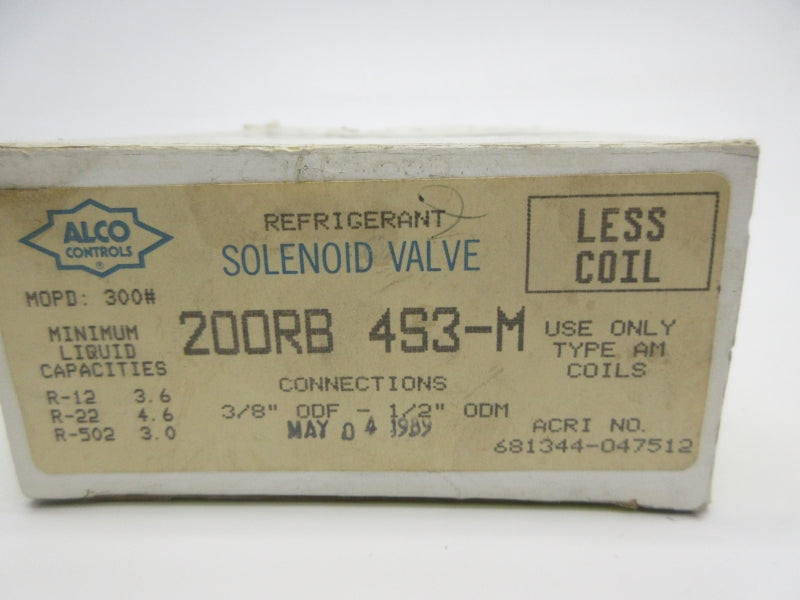 ALCO
CONTROLS
®
REFRIGERANT
SOLENOID VALVE
LESS
COIL
MOPD: 300#
200RB 4S3-M
MINIMUM
LIQUID
CAPACITIES
R-12 3.6
R-22 4.6
R-502 3.0
CONNECTIONS
3/8" ODF - 1/2" ODM
MAY 04 1989
USE ONLY
TYPE AM
COILS
ACRI NO.
681344-047512